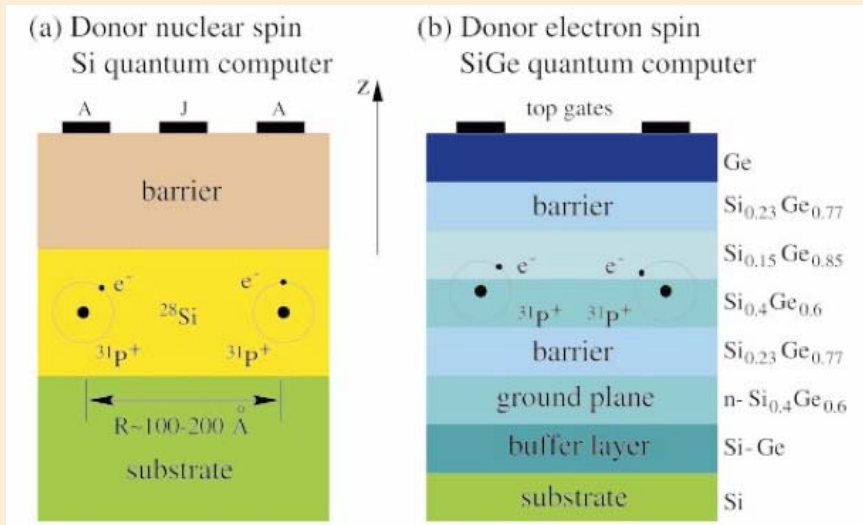 (a) Donor nuclear spin
Si quantum computer
A J A
barrier
e⁻ e⁻
²⁸Si
³¹P⁺ ³¹P⁺
R~100-200 Å
substrate
Z
(b) Donor electron spin
SiGe quantum computer
top gates
Ge
barrier Si₀.₂₃Ge₀.₇₇
Si₀.₁₅Ge₀.₈₅
e⁻ e⁻
Si₀.₄Ge₀.₆
³¹P⁺ ³¹P⁺
barrier Si₀.₂₃Ge₀.₇₇
ground plane n-Si₀.₄Ge₀.₆
buffer layer Si-Ge
substrate Si